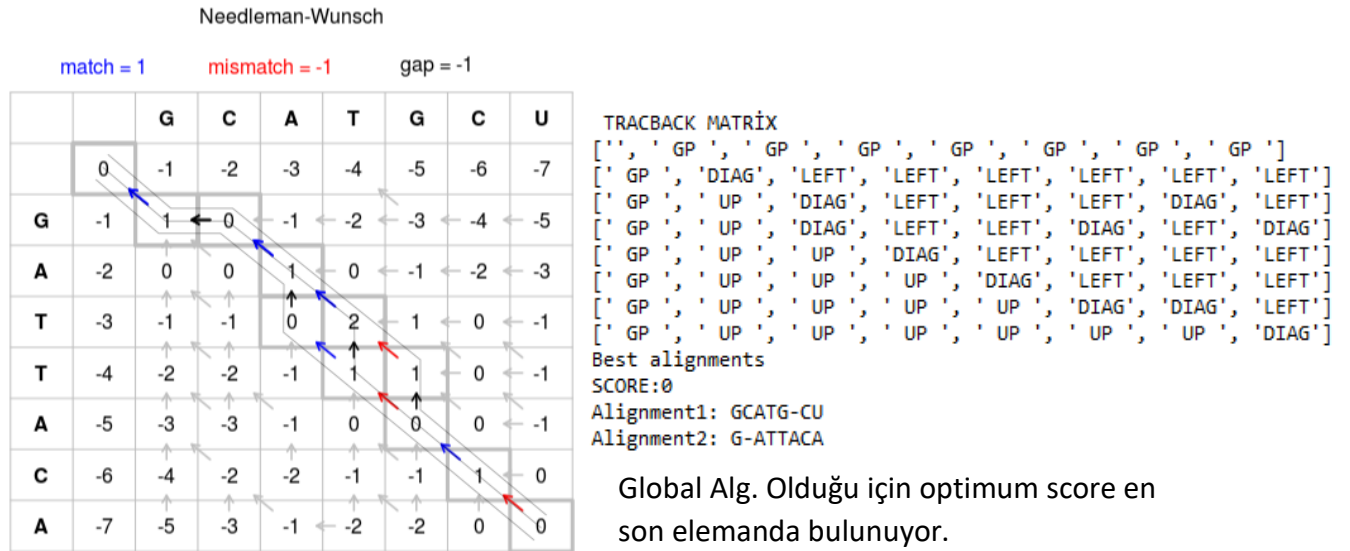 Needleman-Wunsch
match = 1 mismatch = -1 gap = -1
G C A T G C U
0 -1 -2 -3 -4 -5 -6 -7
G -1 1 0 -1 -2 -3 -4 -5
A -2 0 0 1 0 -1 -2 -3
T -3 -1 -1 0 2 1 0 -1
T -4 -2 -2 -1 1 1 0 -1
A -5 -3 -3 -1 0 0 0 -1
C -6 -4 -2 -2 -1 -1 1 0
A -7 -5 -3 -1 -2 -2 0 0
TRACBACK MATRİX
['', ' GP ', ' GP ', ' GP ', ' GP ', ' GP ', ' GP ', ' GP ']
[' GP ', 'DIAG', 'LEFT', 'LEFT', 'LEFT', 'LEFT', 'LEFT', 'LEFT']
[' GP ', ' UP ', 'DIAG', 'LEFT', 'LEFT', 'LEFT', 'DIAG', 'LEFT']
[' GP ', ' UP ', 'DIAG', 'LEFT', 'LEFT', 'DIAG', 'LEFT', 'DIAG']
[' GP ', ' UP ', ' UP ', 'DIAG', 'LEFT', 'LEFT', 'LEFT', 'LEFT']
[' GP ', ' UP ', ' UP ', ' UP ', 'DIAG', 'LEFT', 'LEFT', 'LEFT']
[' GP ', ' UP ', ' UP ', ' UP ', ' UP ', 'DIAG', 'DIAG', 'LEFT']
[' GP ', ' UP ', ' UP ', ' UP ', ' UP ', ' UP ', ' UP ', 'DIAG']
Best alignments
SCORE:0
Alignment1: GCATG-CU
Alignment2: G-ATTACA
Global Alg. Olduğu için optimum score en
son elemanda bulunuyor.